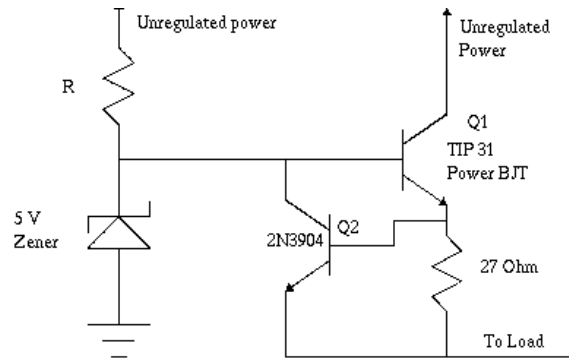 Unregulated power
Unregulated
Power
R
Q1
TIP 31
Power BJT
5 V
Zener
Q2
2N3904
27 Ohm
To Load